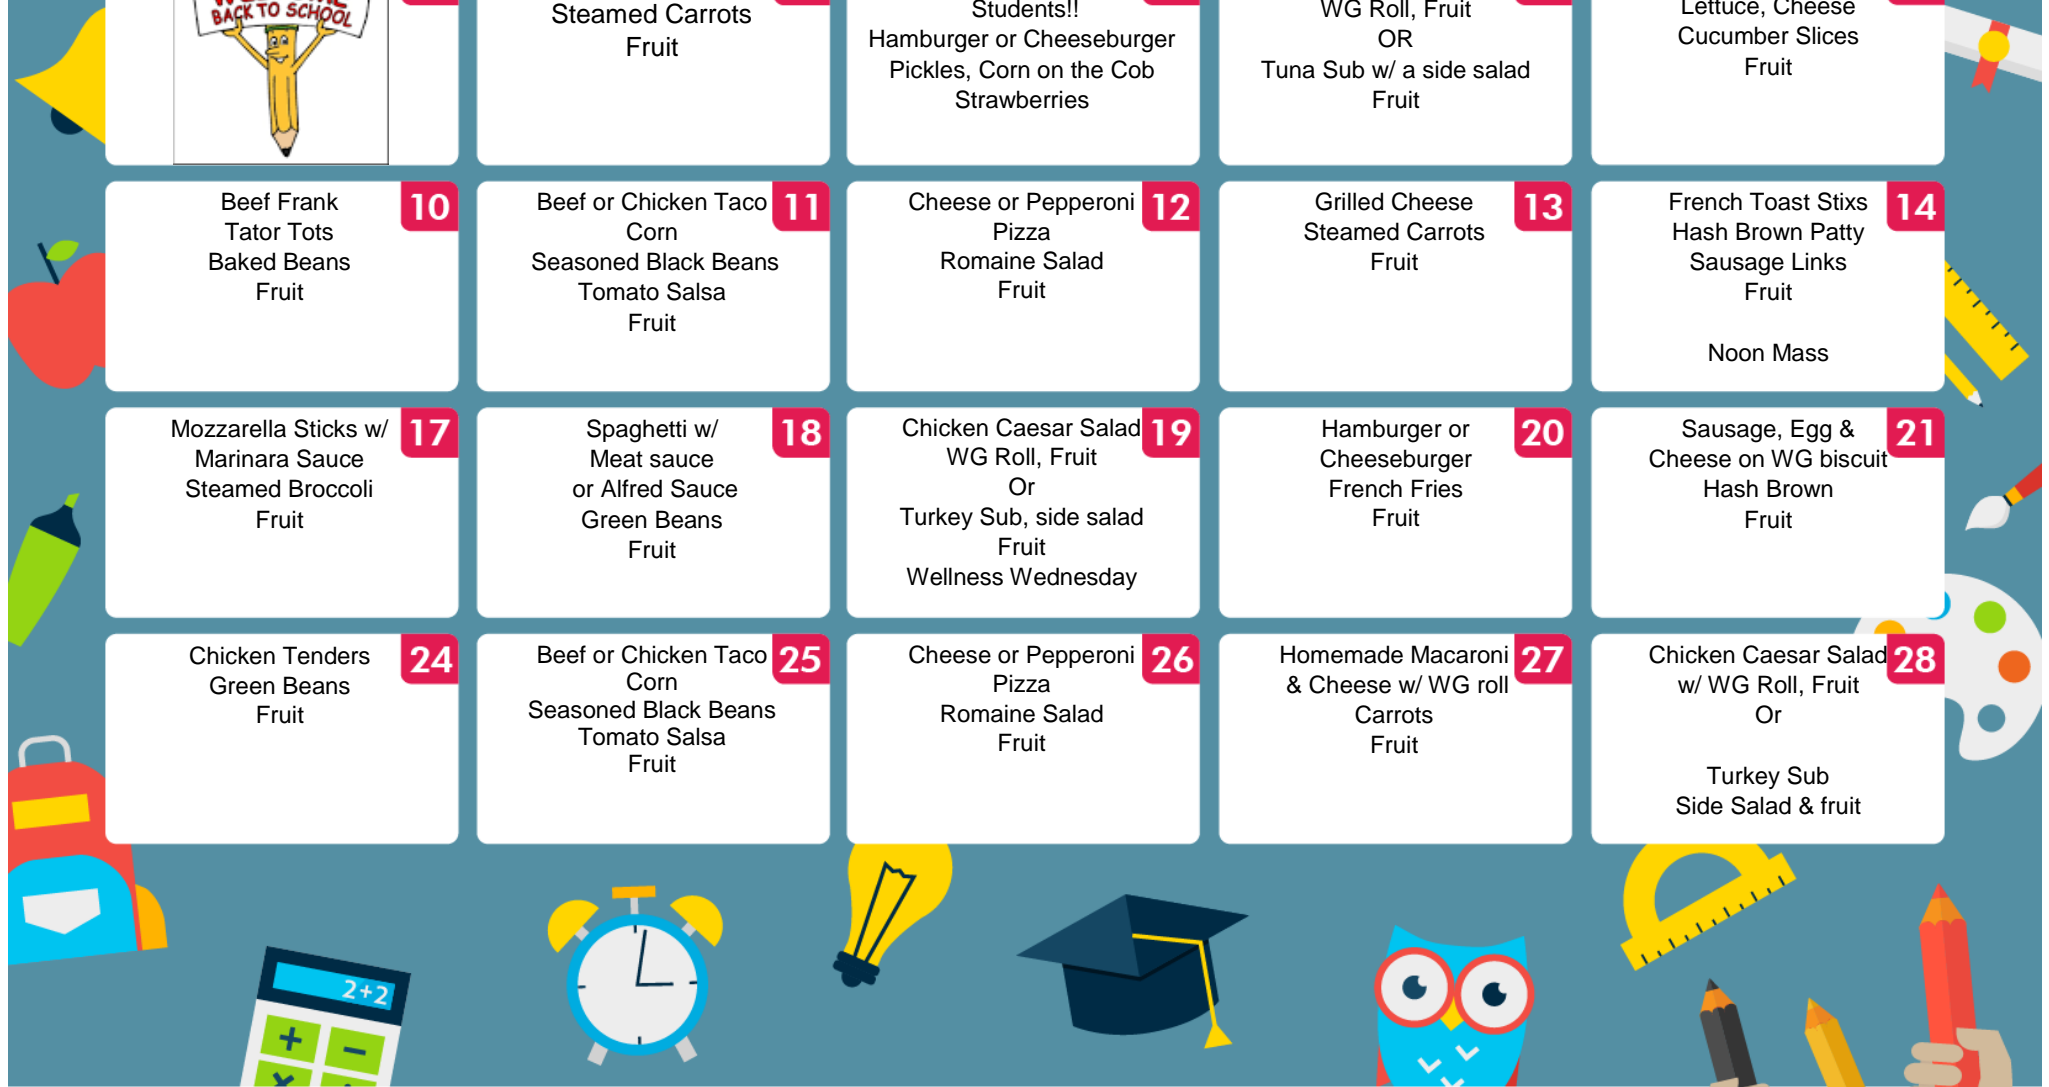 BACK TO SCHOOL
Steamed Carrots
Fruit
Students!!
Hamburger or Cheeseburger
Pickles, Corn on the Cob
Strawberries
WG Roll, Fruit
OR
Tuna Sub w/ a side salad
Fruit
Lettuce, Cheese
Cucumber Slices
Fruit
10
Beef Frank
Tator Tots
Baked Beans
Fruit
11
Beef or Chicken Taco
Corn
Seasoned Black Beans
Tomato Salsa
Fruit
12
Cheese or Pepperoni
Pizza
Romaine Salad
Fruit
13
Grilled Cheese
Steamed Carrots
Fruit
14
French Toast Stixs
Hash Brown Patty
Sausage Links
Fruit
Noon Mass
17
Mozzarella Sticks w/
Marinara Sauce
Steamed Broccoli
Fruit
18
Spaghetti w/
Meat sauce
or Alfred Sauce
Green Beans
Fruit
19
Chicken Caesar Salad
WG Roll, Fruit
Or
Turkey Sub, side salad
Fruit
Wellness Wednesday
20
Hamburger or
Cheeseburger
French Fries
Fruit
21
Sausage, Egg &
Cheese on WG biscuit
Hash Brown
Fruit
24
Chicken Tenders
Green Beans
Fruit
25
Beef or Chicken Taco
Corn
Seasoned Black Beans
Tomato Salsa
Fruit
26
Cheese or Pepperoni
Pizza
Romaine Salad
Fruit
27
Homemade Macaroni
& Cheese w/ WG roll
Carrots
Fruit
28
Chicken Caesar Salad
w/ WG Roll, Fruit
Or
Turkey Sub
Side Salad & fruit
2+2
+ −